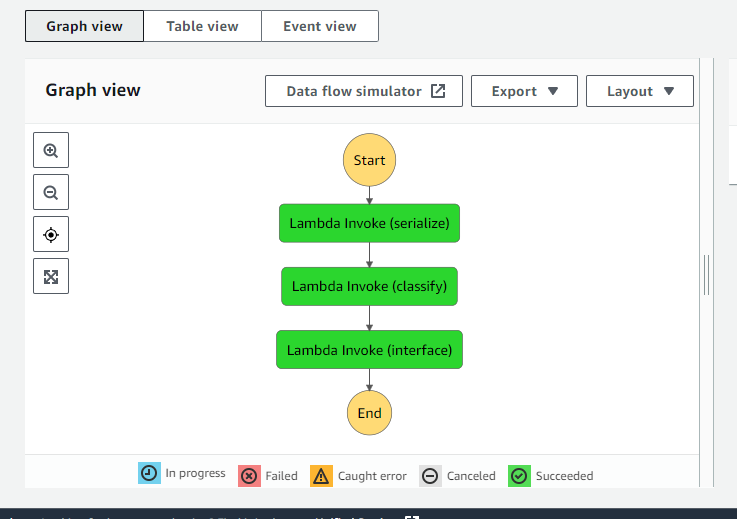 Graph view
Table view
Event view
Graph view
Data flow simulator
Export
Layout
Start
Lambda Invoke (serialize)
Lambda Invoke (classify)
Lambda Invoke (interface)
End
In progress
Failed
Caught error
Canceled
Succeeded